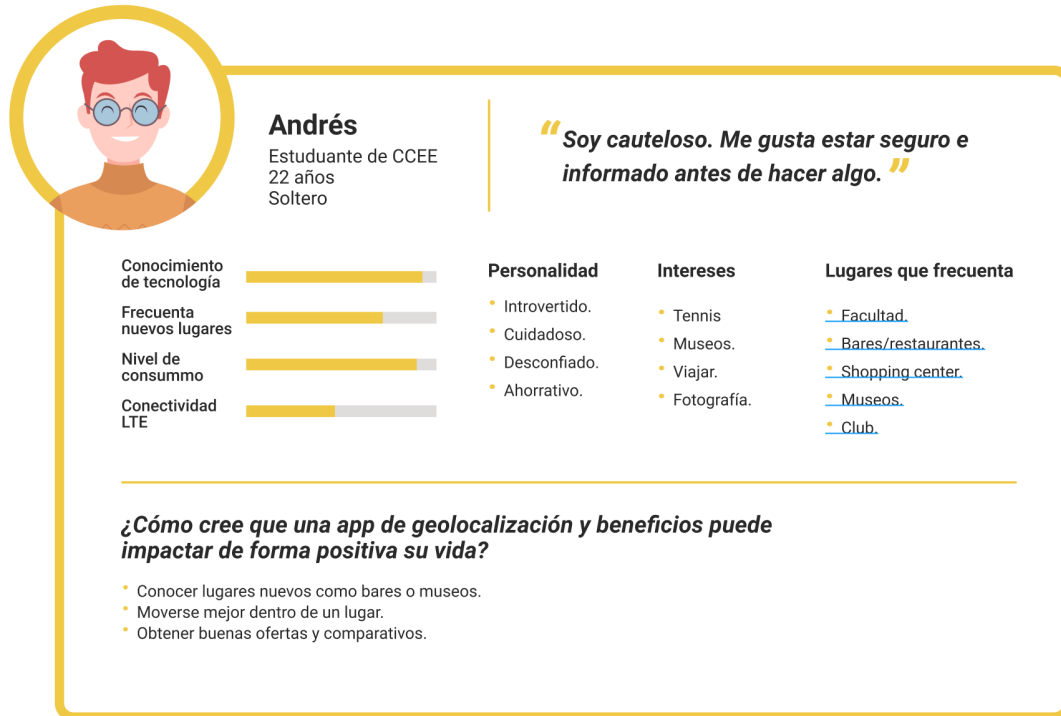 Andrés
Estuduante de CCEE
22 años
Soltero
“Soy cauteloso. Me gusta estar seguro e
informado antes de hacer algo.”
Conocimiento
de tecnología
Frecuenta
nuevos lugares
Nivel de
consummo
Conectividad
LTE
Personalidad
Introvertido.
Cuidadoso.
Desconfiado.
Ahorrativo.
Intereses
Tennis
Museos.
Viajar.
Fotografía.
Lugares que frecuenta
Facultad.
Bares/restaurantes.
Shopping center.
Museos.
Club.
¿Cómo cree que una app de geolocalización y beneficios puede
impactar de forma positiva su vida?
Conocer lugares nuevos como bares o museos.
Moverse mejor dentro de un lugar.
Obtener buenas ofertas y comparativos.